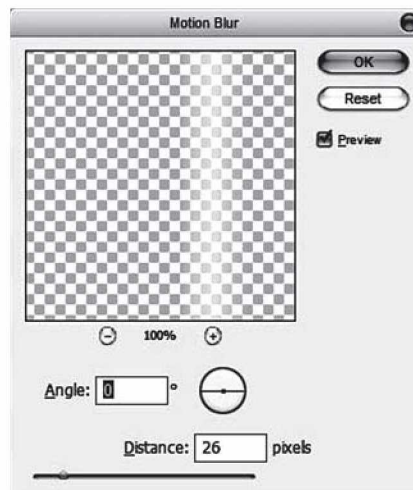 Motion Blur
OK
Reset
Preview
100%
Angle: 0 °
Distance: 26 pixels